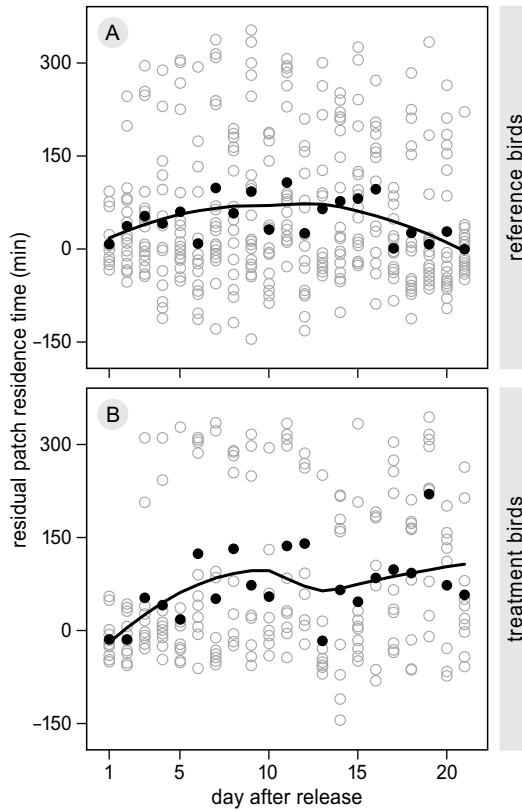 A
300
150
0
−150
reference birds
residual patch residence time (min)
B
300
150
0
−150
treatment birds
1
5
10
15
20
day after release